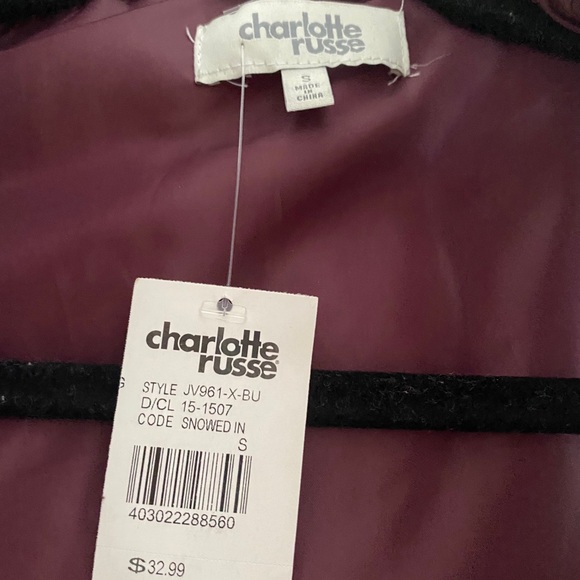 charlotte
russe
S
MADE
IN
CHINA
charlotte
russe
G
STYLE JV961-X-BU
D/CL 15-1507
CODE SNOWED IN
S
403022288560
$32.99